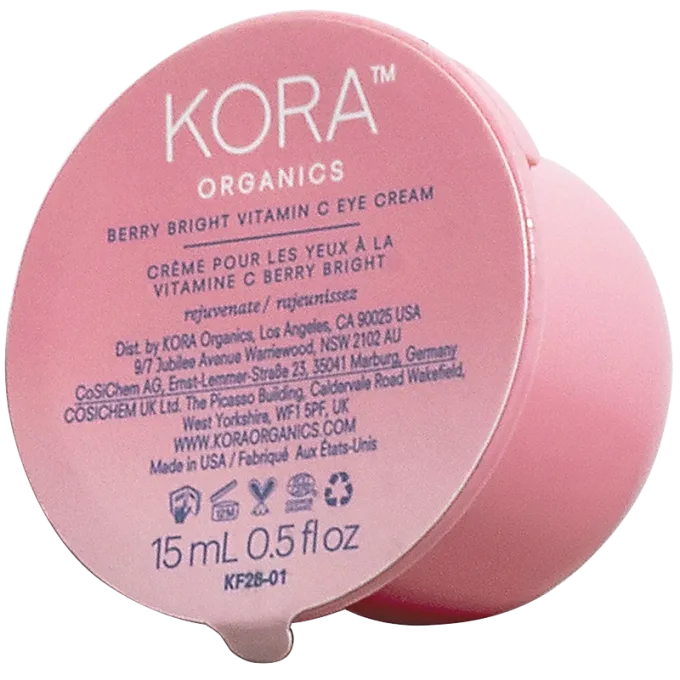 KORA™
ORGANICS
BERRY BRIGHT VITAMIN C EYE CREAM
CRÈME POUR LES YEUX À LA
VITAMINE C BERRY BRIGHT
rejuvenate / rajeunissez
Dist. by KORA Organics, Los Angeles, CA 90025 USA
9/7 Jubilee Avenue Warriewood, NSW 2102 AU
CoSiChem AG, Ernst-Lemmer-Straße 23, 35041 Marburg, Germany
COSICHEM UK Ltd. The Picasso Building, Caldervale Road Wakefield,
West Yorkshire, WF1 5PF, UK
WWW.KORAORGANICS.COM
Made in USA / Fabriqué Aux États-Unis
12M
15 mL 0.5 fl oz
KF28-01